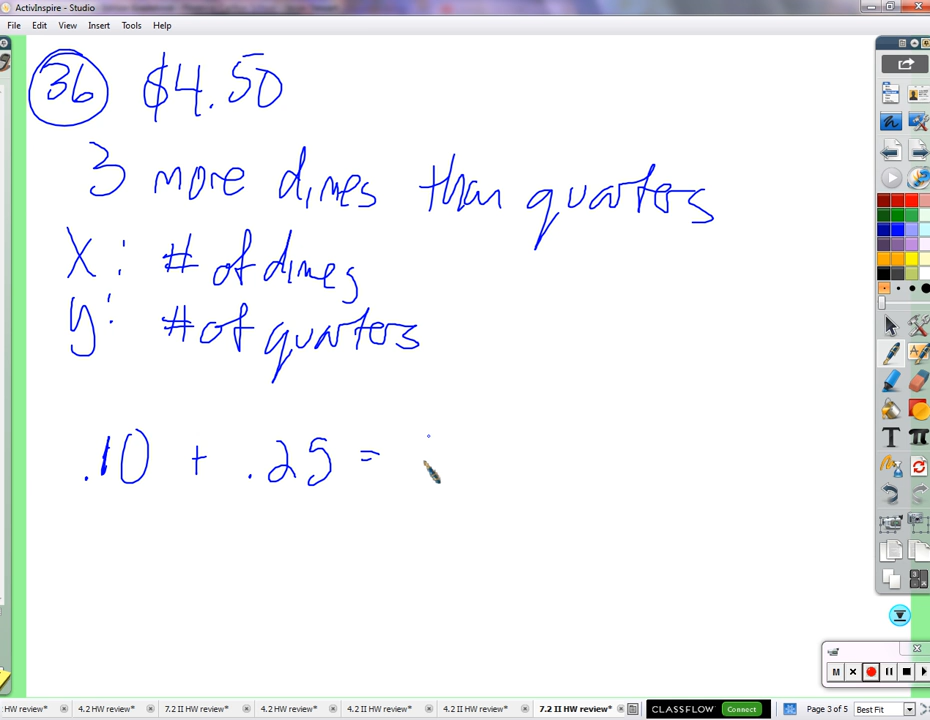 ActivInspire - Studio
File Edit View Insert Tools Help
36 $4.50
3 more dimes than quarters
x: # of dimes
y: # of quarters
.10 + .25 =
M
HW review* 4.2 HW review* 7.2 II HW review* 4.2 HW review* 4.2 II HW review* 4.2 II HW review* 7.2 II HW review* CLASSFLOW Connect Page 3 of 5 Best Fit